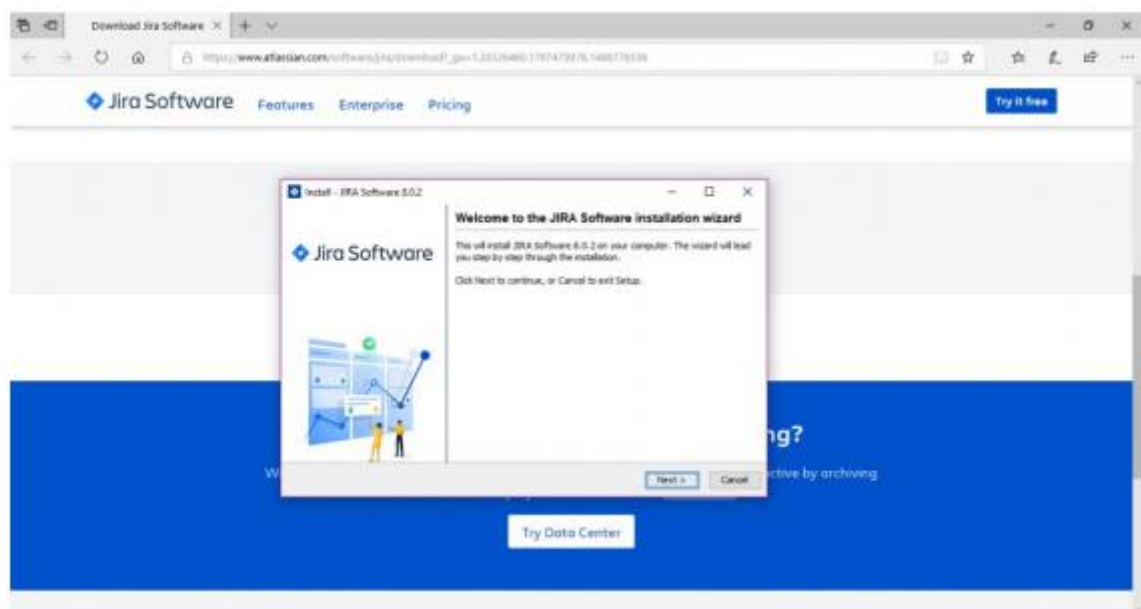 Download Jira Software
Jira Software
Features
Enterprise
Pricing
Try it free
Install - JIRA Software 8.0.2
Welcome to the JIRA Software installation wizard
Jira Software
This will install JIRA Software 8.0.2 on your computer. The wizard will lead
you step by step through the installation.
Click Next to continue, or Cancel to exit Setup.
Next >
Cancel
ng?
W
ctive by archiving
Try Data Center